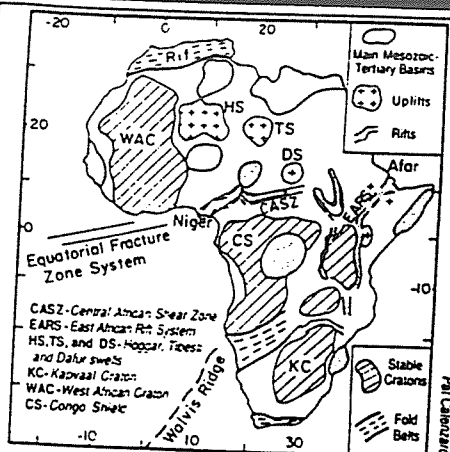 -20
0
20
Rif
HS
WAC
TS
DS
Afar
CASZ
EARS
Niger
CS
20
0
-10
Equatorial Fracture
Zone System
CASZ-Central African Shear Zone
EARS-East African Rift System
HS,TS, and DS-Hoggar,
and swells
KC-Kapvaal Craton
WAC-West African Craton
CS-Congo Shield
Walvis Ridge
KC
-10
10
30
Main Mesozoic-
Tertiary Basins
Uplifts
Rifts
Stable
Cratons
Fold
Belts